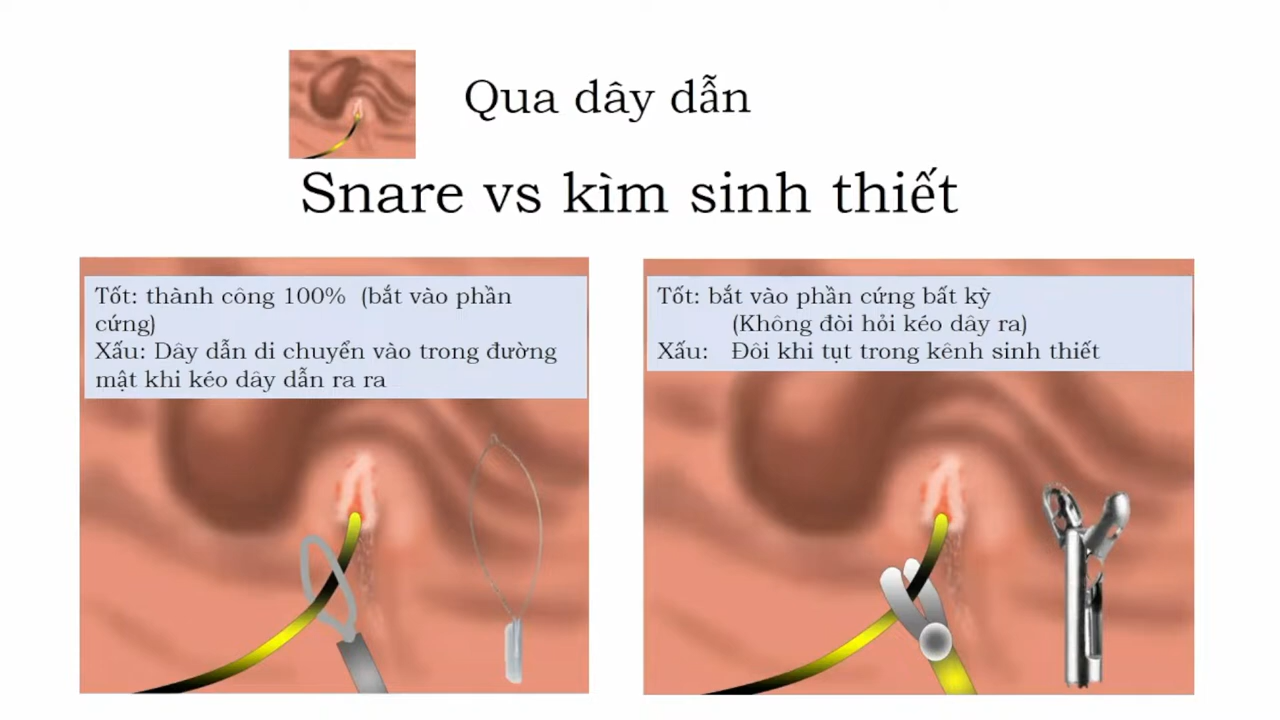 Qua dây dẫn
Snare vs kìm sinh thiết
Tốt: thành công 100% (bắt vào phần
cứng)
Xấu: Dây dẫn di chuyển vào trong đường
mật khi kéo dây dẫn ra ra
Tốt: bắt vào phần cứng bất kỳ
(Không đòi hỏi kéo dây ra)
Xấu: Đôi khi tụt trong kênh sinh thiết